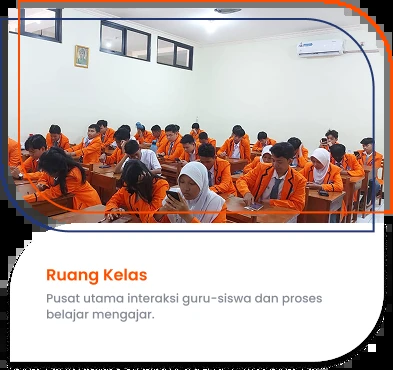 Ruang Kelas
Pusat utama interaksi guru-siswa dan proses
belajar mengajar.